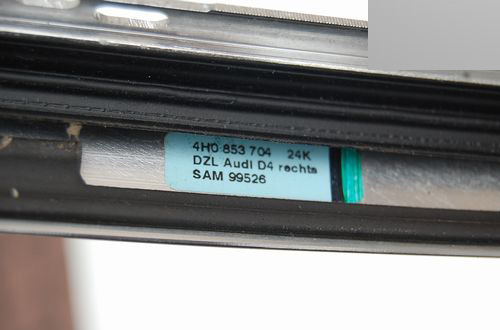 4H0 853 704 24K
DZL Audi D4 rechts
SAM 99526